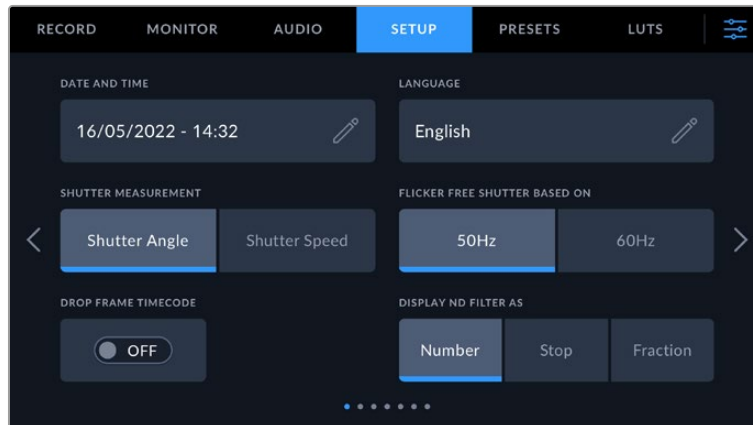 RECORD MONITOR AUDIO SETUP PRESETS LUTS
DATE AND TIME
16/05/2022 - 14:32
LANGUAGE
English
SHUTTER MEASUREMENT
Shutter Angle Shutter Speed
FLICKER FREE SHUTTER BASED ON
50Hz 60Hz
DROP FRAME TIMECODE
OFF
DISPLAY ND FILTER AS
Number Stop Fraction